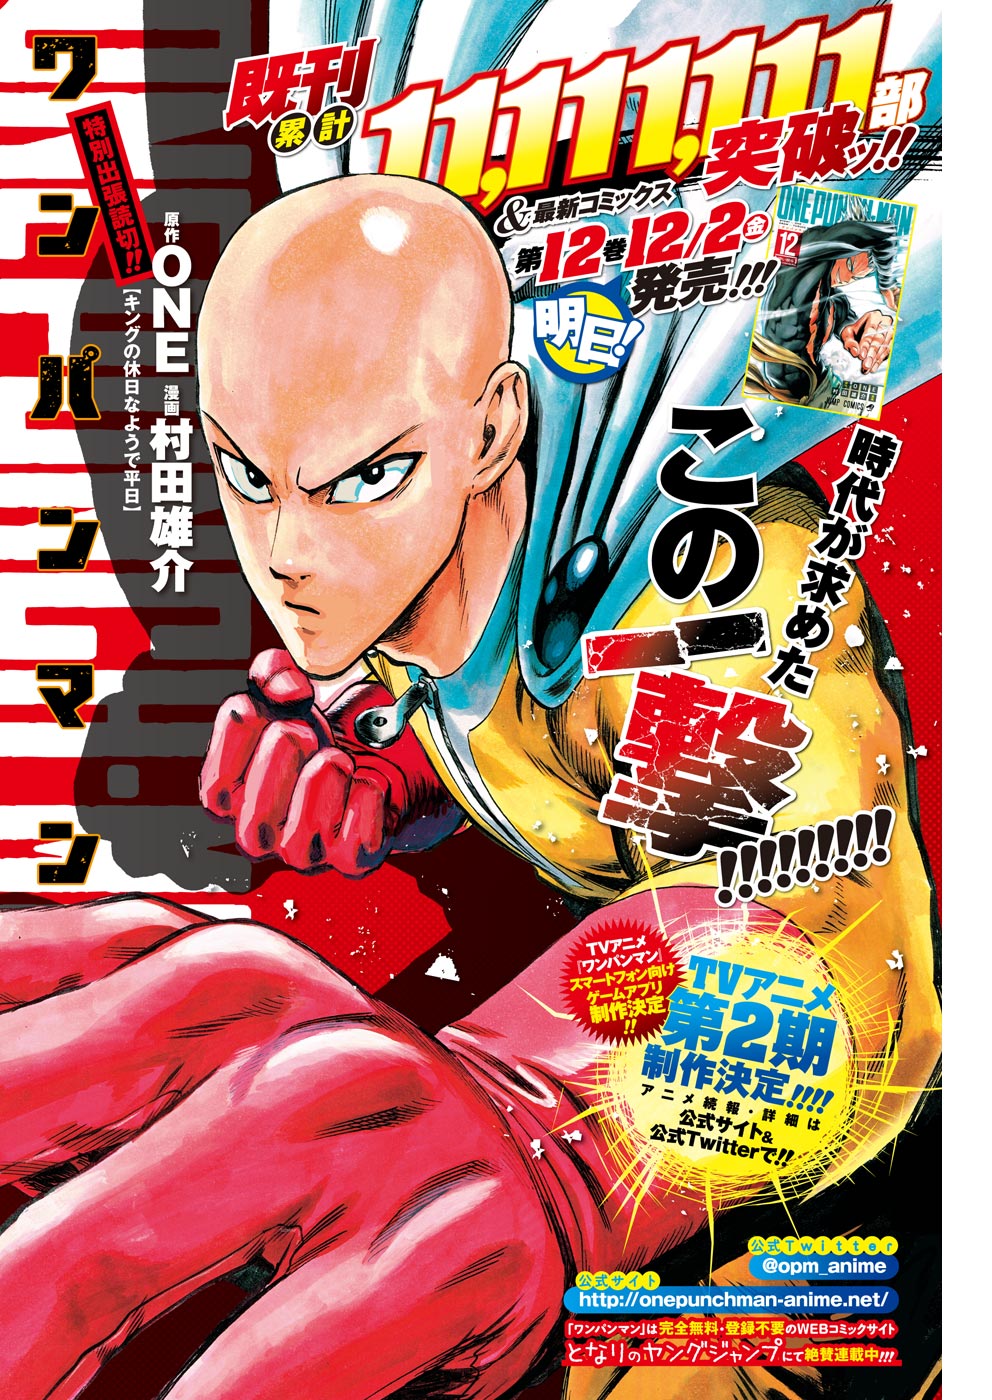 ワンパンマン
特別出張読切!!
原作 ONE 漫画 村田雄介
[キングの休日なようで平日]
既刊
累計
11,111,111部
突破ッ!!
&最新コミックス
第12巻12/2金
発売!!!
明日!
ONE PUNCH-MAN
12
ONE
村田雄介
JUMP COMICS
時代が求めた
この
一撃
!!!!!!!!!
TVアニメ
『ワンパンマン』
スマートフォン向け
ゲームアプリ
制作決定
!!
TVアニメ
第2期
制作決定!!!!
アニメ続報・詳細は
公式サイト&
公式Twitterで!!
公式Twitter
@opm_anime
公式サイト
http://onepunchman-anime.net/
「ワンパンマン」は完全無料・登録不要のWEBコミックサイト
となりのヤングジャンプにて絶賛連載中!!!